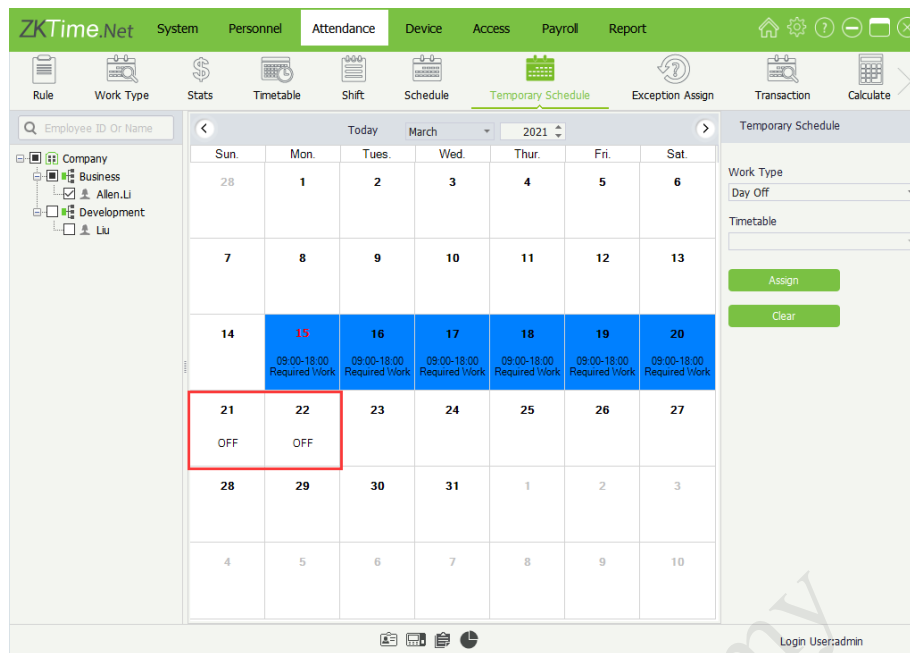 ZKTime.Net System Personnel Attendance Device Access Payroll Report
Rule Work Type Stats Timetable Shift Schedule Temporary Schedule Exception Assign Transaction Calculate
Employee ID Or Name
Today March 2021
Temporary Schedule
Company
Business
Allen.Li
Development
Liu
Sun. Mon. Tues. Wed. Thur. Fri. Sat.
28 1 2 3 4 5 6
7 8 9 10 11 12 13
14 15 16 17 18 19 20
09:00-18:00 09:00-18:00 09:00-18:00 09:00-18:00 09:00-18:00 09:00-18:00
Required Work Required Work Required Work Required Work Required Work Required Work
21 22 23 24 25 26 27
OFF OFF
28 29 30 31 1 2 3
4 5 6 7 8 9 10
Work Type
Day Off
Timetable
Assign
Clear
Login User:admin